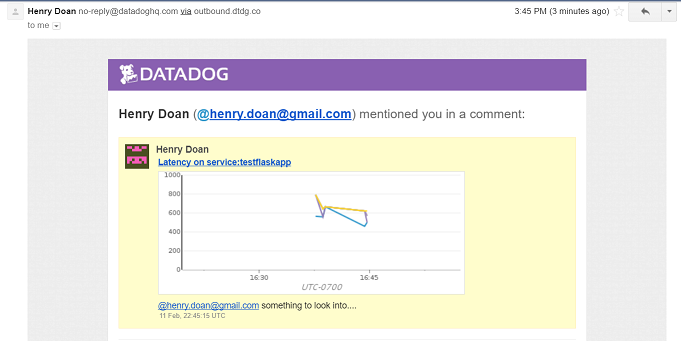 Henry Doan no-reply@datadoghq.com via outbound.dtdg.co 3:45 PM (3 minutes ago)
to me
DATADOG
Henry Doan (@henry.doan@gmail.com) mentioned you in a comment:
Henry Doan
Latency on service:testflaskapp
1000
800
600
400
200
0
16:30 16:45
UTC-0700
@henry.doan@gmail.com something to look into....
11 Feb, 22:45:15 UTC